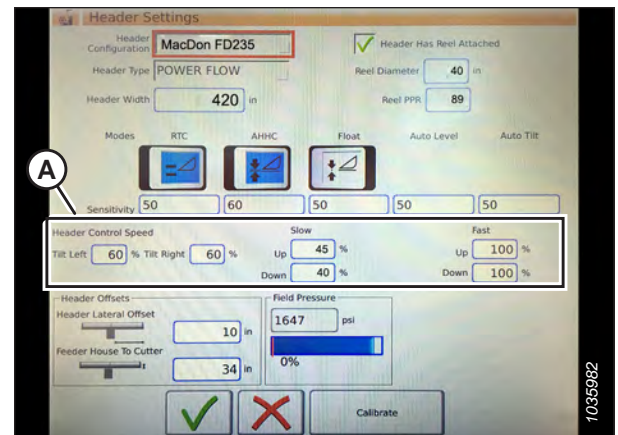 Header Settings
Header Configuration MacDon FD235 Header Has Reel Attached
Header Type POWER FLOW Reel Diameter 40 in
Header Width 420 in Reel PPR 89
Modes RTC AHHC Float Auto Level Auto Tilt
A
Sensitivity 50 60 50 50 50
Header Control Speed Slow Fast
Tilt Left 60 % Tilt Right 60 % Up 45 % Up 100 %
Down 40 % Down 100 %
Header Offsets Field Pressure
Header Lateral Offset 1647 psi
10 in
Feeder House To Cutter 0%
34 in
Calibrate
1035982